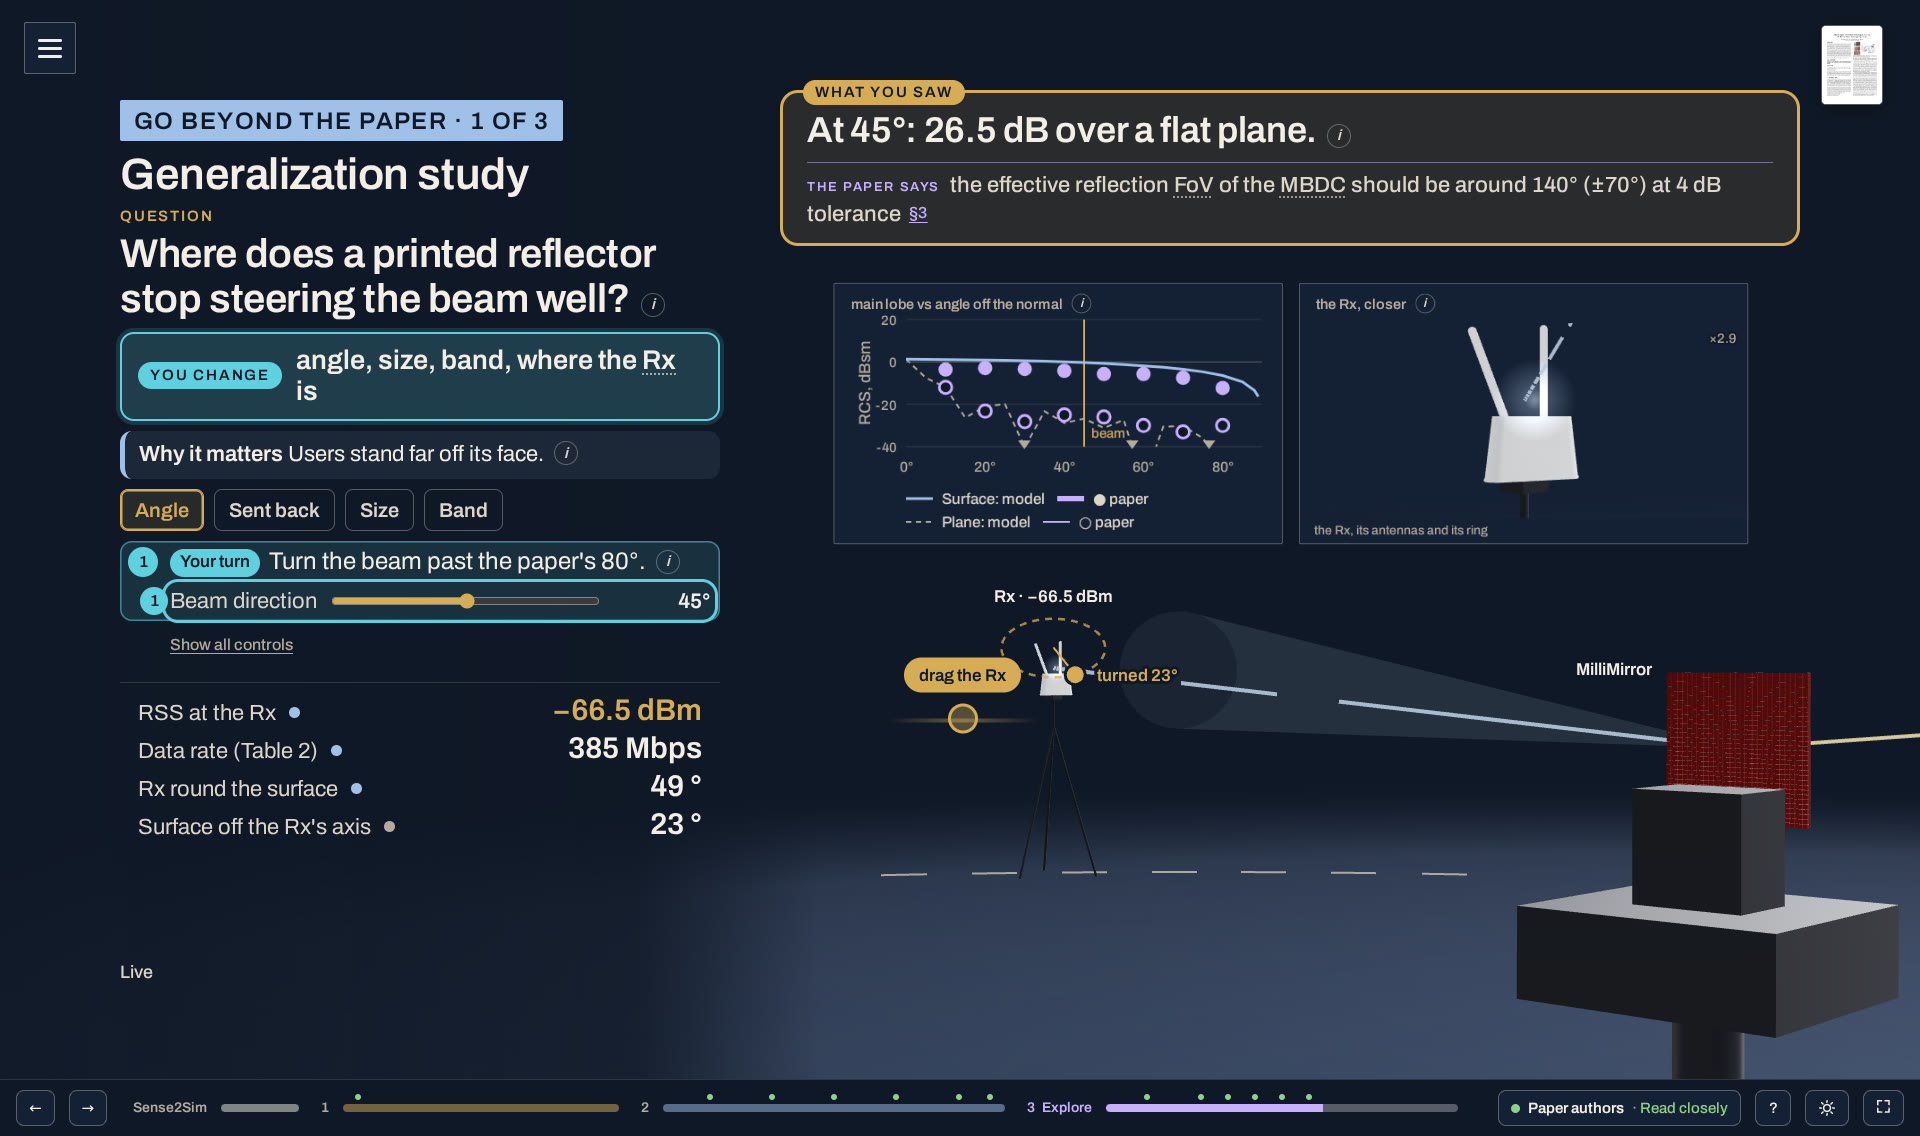 GO BEYOND THE PAPER · 1 OF 3
Generalization study
QUESTION
Where does a printed reflector
stop steering the beam well? i
YOU CHANGE angle, size, band, where the Rx
is
Why it matters Users stand far off its face. i
Angle Sent back Size Band
1 Your turn Turn the beam past the paper's 80°. i
1 Beam direction 45°
Show all controls
RSS at the Rx −66.5 dBm
Data rate (Table 2) 385 Mbps
Rx round the surface 49 °
Surface off the Rx's axis 23 °
Live
WHAT YOU SAW
At 45°: 26.5 dB over a flat plane. i
THE PAPER SAYS the effective reflection FoV of the MBDC should be around 140° (±70°) at 4 dB
tolerance §3
main lobe vs angle off the normal i
RCS, dBsm
20
0
-20
-40
beam
0° 20° 40° 60° 80°
Surface: model paper
Plane: model paper
the Rx, closer i
×2.9
the Rx, its antennas and its ring
Rx · −66.5 dBm
drag the Rx
turned 23°
MilliMirror
← → Sense2Sim 1 2 3 Explore Paper authors · Read closely ?